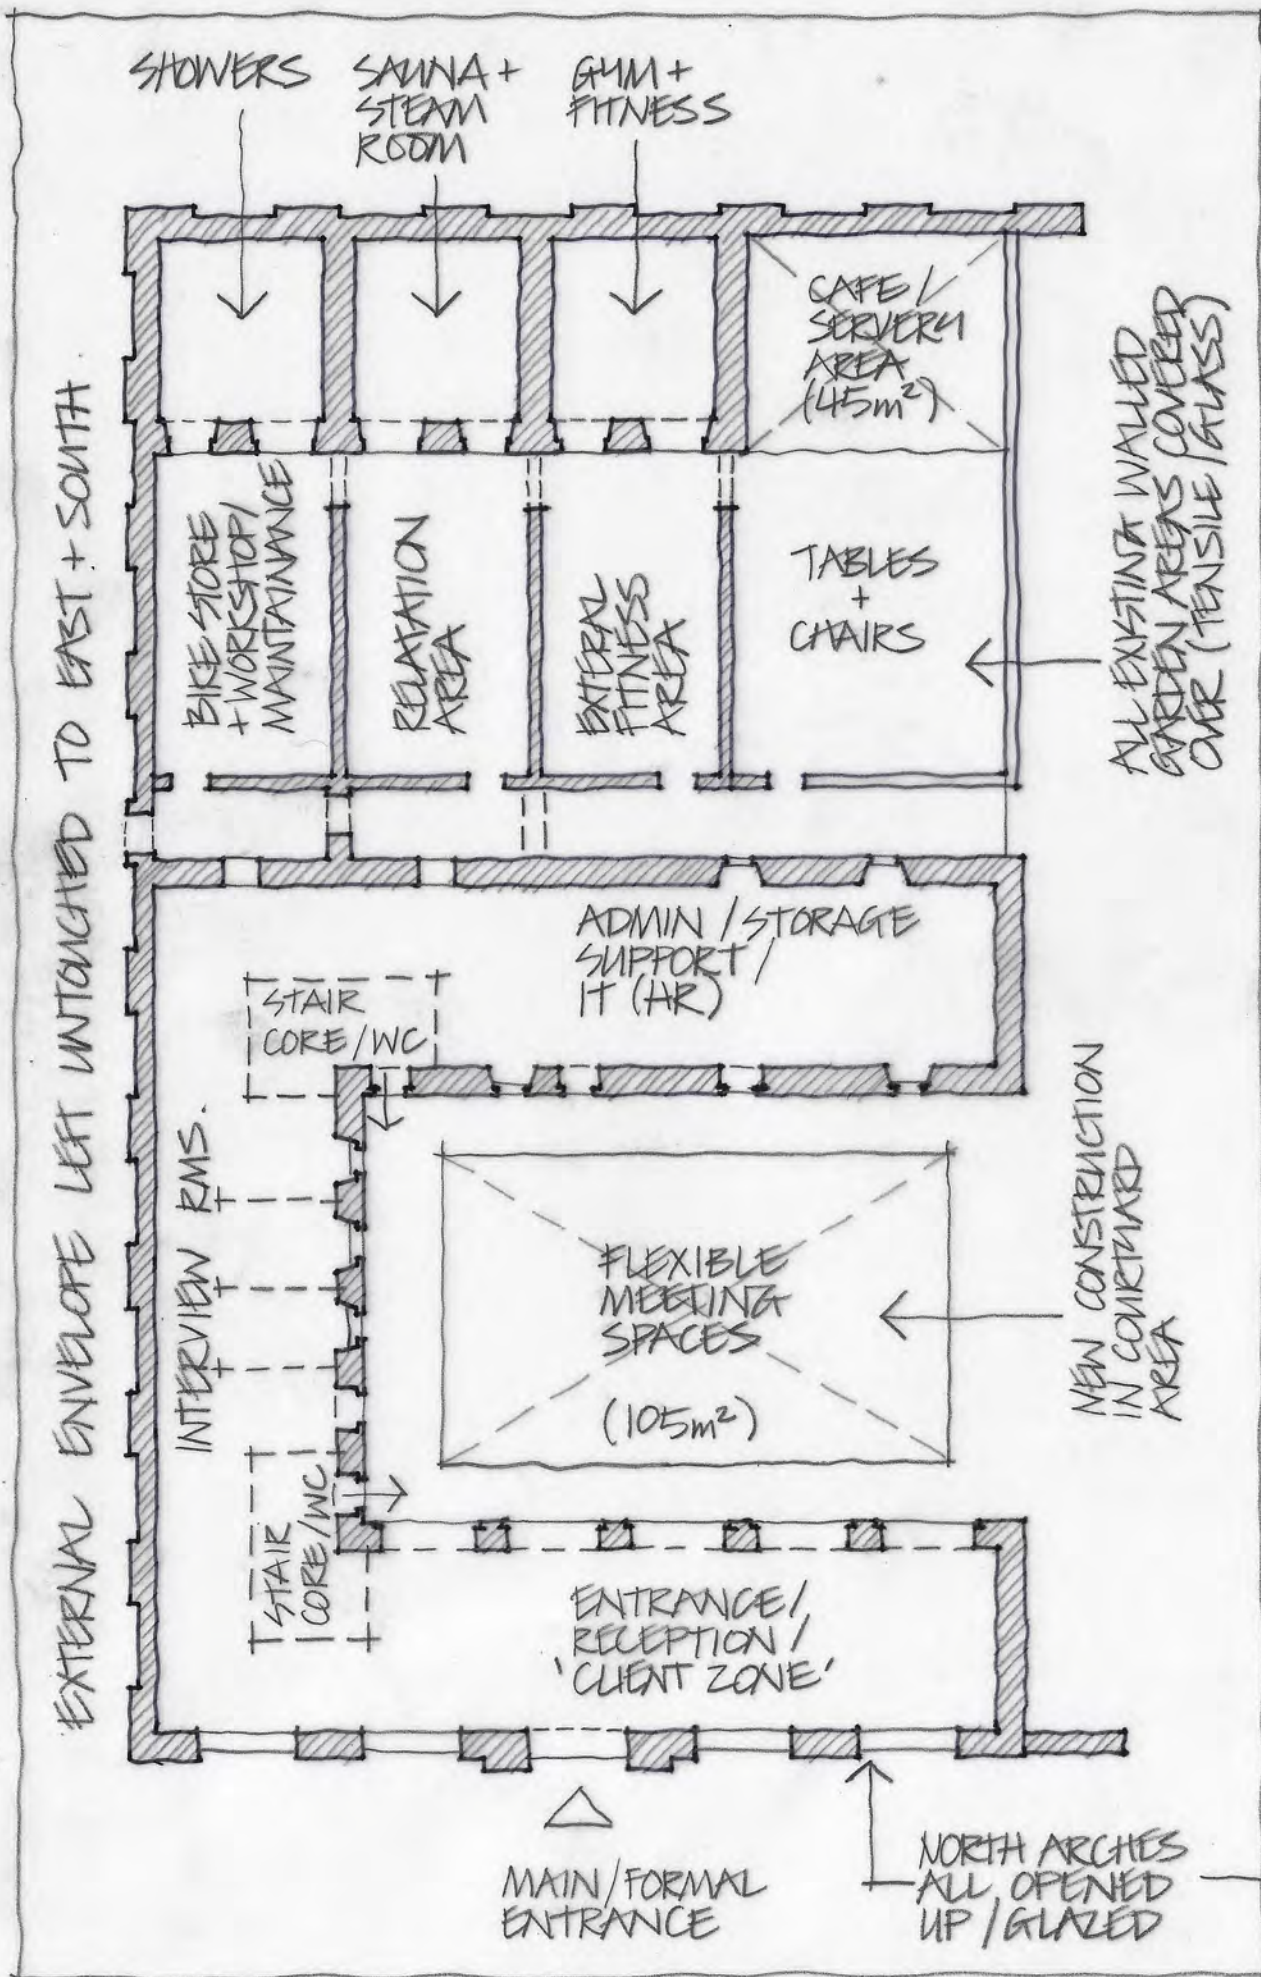 SHOWERS
SAUNA +
STEAM
ROOM
GYM +
FITNESS
CAFE /
SERVERY
AREA
(45m²)
ALL EXISTING WALLED
GARDEN AREAS COVERED
OVER (TENSILE/GLASS)
EXTERNAL ENVELOPE LEFT UNTOUCHED TO EAST + SOUTH.
BIKE STORE
+ WORKSHOP/
MAINTAINANCE
RELATATION
AREA
EXTERAL
FITNESS
AREA
TABLES
+
CHAIRS
ADMIN / STORAGE
SUPPORT /
IT (HR)
STAIR
CORE/WC
INTERVIEW RMS.
FLEXIBLE
MEETING
SPACES
(105m²)
NEW CONSTRUCTION
IN COURTYARD
AREA
STAIR
CORE/WC
ENTRANCE/
RECEPTION/
'CLIENT ZONE'
MAIN/FORMAL
ENTRANCE
NORTH ARCHES
ALL OPENED
UP/GLAZED